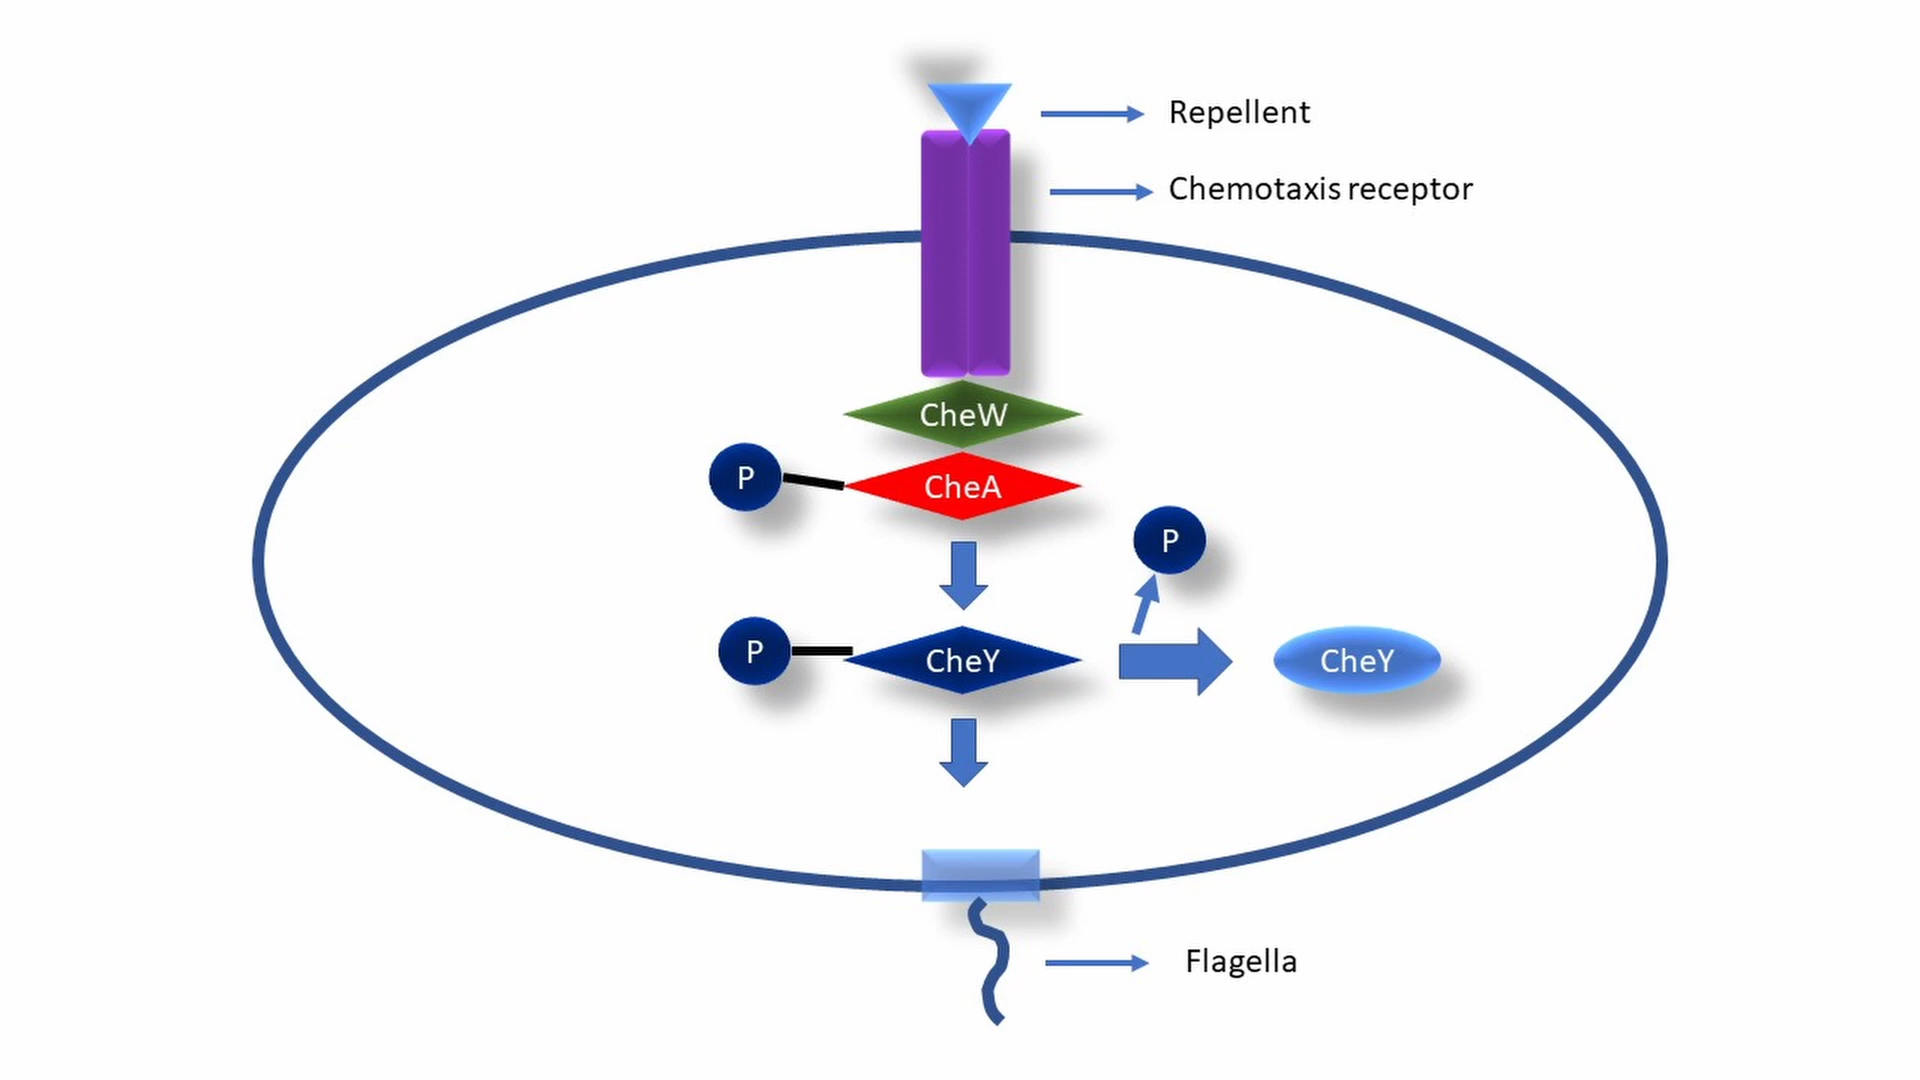 Repellent
Chemotaxis receptor
CheW
P
CheA
P
P
CheY
CheY
Flagella